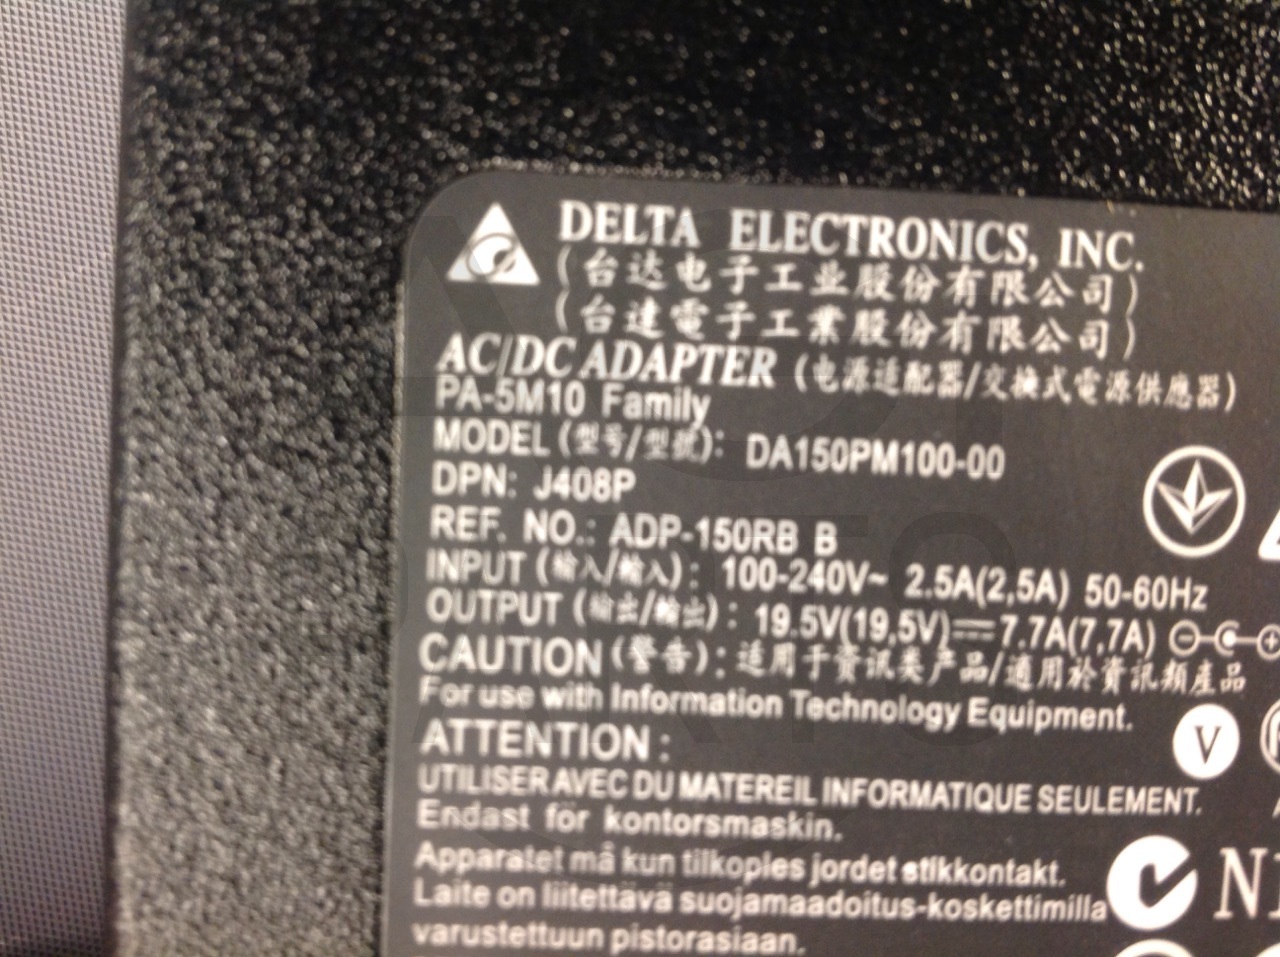 DELTA ELECTRONICS, INC.
(台达电子工业股份有限公司)
(台達電子工業股份有限公司)
AC/DC ADAPTER (电源适配器/交換式電源供應器)
PA-5M10 Family
MODEL (型号/型號): DA150PM100-00
DPN: J408P
REF. NO.: ADP-150RB B
INPUT (输入/輸入): 100-240V~ 2.5A(2,5A) 50-60Hz
OUTPUT (输出/輸出): 19.5V(19,5V)⎓7.7A(7,7A)
CAUTION (警告): 适用于资讯类产品/適用於資訊類產品
For use with Information Technology Equipment.
V
ATTENTION :
UTILISER AVEC DU MATEREIL INFORMATIQUE SEULEMENT.
Endast för kontorsmaskin.
Apparatet må kun tilkoples jordet stikkontakt.
Laite on liitettävä suojamaadoitus-koskettimilla
varustettuun pistorasiaan.